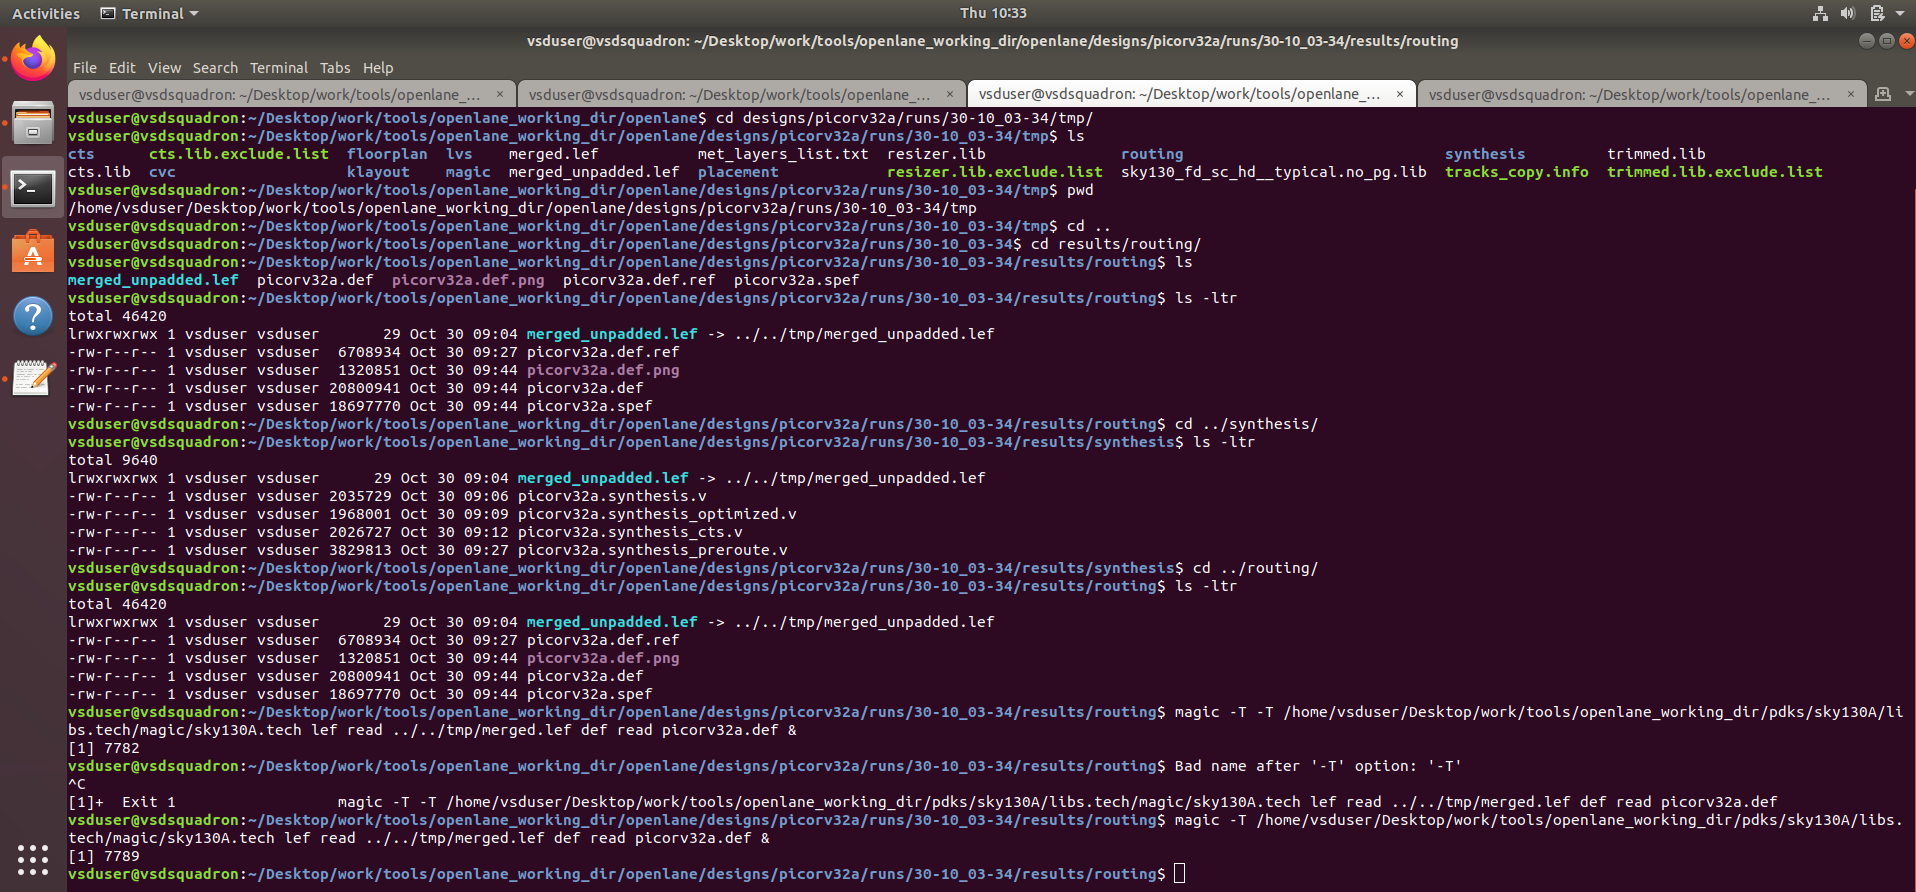 Activities Terminal Thu 10:33
vsduser@vsdsquadron: ~/Desktop/work/tools/openlane_working_dir/openlane/designs/picorv32a/runs/30-10_03-34/results/routing
File Edit View Search Terminal Tabs Help
vsduser@vsdsquadron: ~/Desktop/work/tools/openlane_... × vsduser@vsdsquadron: ~/Desktop/work/tools/openlane_... × vsduser@vsdsquadron: ~/Desktop/work/tools/openlane_... × vsduser@vsdsquadron: ~/Desktop/work/tools/openlane_... ×
vsduser@vsdsquadron:~/Desktop/work/tools/openlane_working_dir/openlane$ cd designs/picorv32a/runs/30-10_03-34/tmp/
vsduser@vsdsquadron:~/Desktop/work/tools/openlane_working_dir/openlane/designs/picorv32a/runs/30-10_03-34/tmp$ ls
cts cts.lib.exclude.list floorplan lvs merged.lef met_layers_list.txt resizer.lib routing synthesis trimmed.lib
cts.lib cvc klayout magic merged_unpadded.lef placement resizer.lib.exclude.list sky130_fd_sc_hd__typical.no_pg.lib tracks_copy.info trimmed.lib.exclude.list
vsduser@vsdsquadron:~/Desktop/work/tools/openlane_working_dir/openlane/designs/picorv32a/runs/30-10_03-34/tmp$ pwd
/home/vsduser/Desktop/work/tools/openlane_working_dir/openlane/designs/picorv32a/runs/30-10_03-34/tmp
vsduser@vsdsquadron:~/Desktop/work/tools/openlane_working_dir/openlane/designs/picorv32a/runs/30-10_03-34/tmp$ cd ..
vsduser@vsdsquadron:~/Desktop/work/tools/openlane_working_dir/openlane/designs/picorv32a/runs/30-10_03-34$ cd results/routing/
vsduser@vsdsquadron:~/Desktop/work/tools/openlane_working_dir/openlane/designs/picorv32a/runs/30-10_03-34/results/routing$ ls
merged_unpadded.lef picorv32a.def picorv32a.def.png picorv32a.def.ref picorv32a.spef
vsduser@vsdsquadron:~/Desktop/work/tools/openlane_working_dir/openlane/designs/picorv32a/runs/30-10_03-34/results/routing$ ls -ltr
total 46420
lrwxrwxrwx 1 vsduser vsduser 29 Oct 30 09:04 merged_unpadded.lef -> ../../tmp/merged_unpadded.lef
-rw-r--r-- 1 vsduser vsduser 6708934 Oct 30 09:27 picorv32a.def.ref
-rw-r--r-- 1 vsduser vsduser 1320851 Oct 30 09:44 picorv32a.def.png
-rw-r--r-- 1 vsduser vsduser 20800941 Oct 30 09:44 picorv32a.def
-rw-r--r-- 1 vsduser vsduser 18697770 Oct 30 09:44 picorv32a.spef
vsduser@vsdsquadron:~/Desktop/work/tools/openlane_working_dir/openlane/designs/picorv32a/runs/30-10_03-34/results/routing$ cd ../synthesis/
vsduser@vsdsquadron:~/Desktop/work/tools/openlane_working_dir/openlane/designs/picorv32a/runs/30-10_03-34/results/synthesis$ ls -ltr
total 9640
lrwxrwxrwx 1 vsduser vsduser 29 Oct 30 09:04 merged_unpadded.lef -> ../../tmp/merged_unpadded.lef
-rw-r--r-- 1 vsduser vsduser 2035729 Oct 30 09:06 picorv32a.synthesis.v
-rw-r--r-- 1 vsduser vsduser 1968001 Oct 30 09:09 picorv32a.synthesis_optimized.v
-rw-r--r-- 1 vsduser vsduser 2026727 Oct 30 09:12 picorv32a.synthesis_cts.v
-rw-r--r-- 1 vsduser vsduser 3829813 Oct 30 09:27 picorv32a.synthesis_preroute.v
vsduser@vsdsquadron:~/Desktop/work/tools/openlane_working_dir/openlane/designs/picorv32a/runs/30-10_03-34/results/synthesis$ cd ../routing/
vsduser@vsdsquadron:~/Desktop/work/tools/openlane_working_dir/openlane/designs/picorv32a/runs/30-10_03-34/results/routing$ ls -ltr
total 46420
lrwxrwxrwx 1 vsduser vsduser 29 Oct 30 09:04 merged_unpadded.lef -> ../../tmp/merged_unpadded.lef
-rw-r--r-- 1 vsduser vsduser 6708934 Oct 30 09:27 picorv32a.def.ref
-rw-r--r-- 1 vsduser vsduser 1320851 Oct 30 09:44 picorv32a.def.png
-rw-r--r-- 1 vsduser vsduser 20800941 Oct 30 09:44 picorv32a.def
-rw-r--r-- 1 vsduser vsduser 18697770 Oct 30 09:44 picorv32a.spef
vsduser@vsdsquadron:~/Desktop/work/tools/openlane_working_dir/openlane/designs/picorv32a/runs/30-10_03-34/results/routing$ magic -T -T /home/vsduser/Desktop/work/tools/openlane_working_dir/pdks/sky130A/li
bs.tech/magic/sky130A.tech lef read ../../tmp/merged.lef def read picorv32a.def &
[1] 7782
vsduser@vsdsquadron:~/Desktop/work/tools/openlane_working_dir/openlane/designs/picorv32a/runs/30-10_03-34/results/routing$ Bad name after '-T' option: '-T'
^C
[1]+ Exit 1 magic -T -T /home/vsduser/Desktop/work/tools/openlane_working_dir/pdks/sky130A/libs.tech/magic/sky130A.tech lef read ../../tmp/merged.lef def read picorv32a.def
vsduser@vsdsquadron:~/Desktop/work/tools/openlane_working_dir/openlane/designs/picorv32a/runs/30-10_03-34/results/routing$ magic -T /home/vsduser/Desktop/work/tools/openlane_working_dir/pdks/sky130A/libs.
tech/magic/sky130A.tech lef read ../../tmp/merged.lef def read picorv32a.def &
[1] 7789
vsduser@vsdsquadron:~/Desktop/work/tools/openlane_working_dir/openlane/designs/picorv32a/runs/30-10_03-34/results/routing$